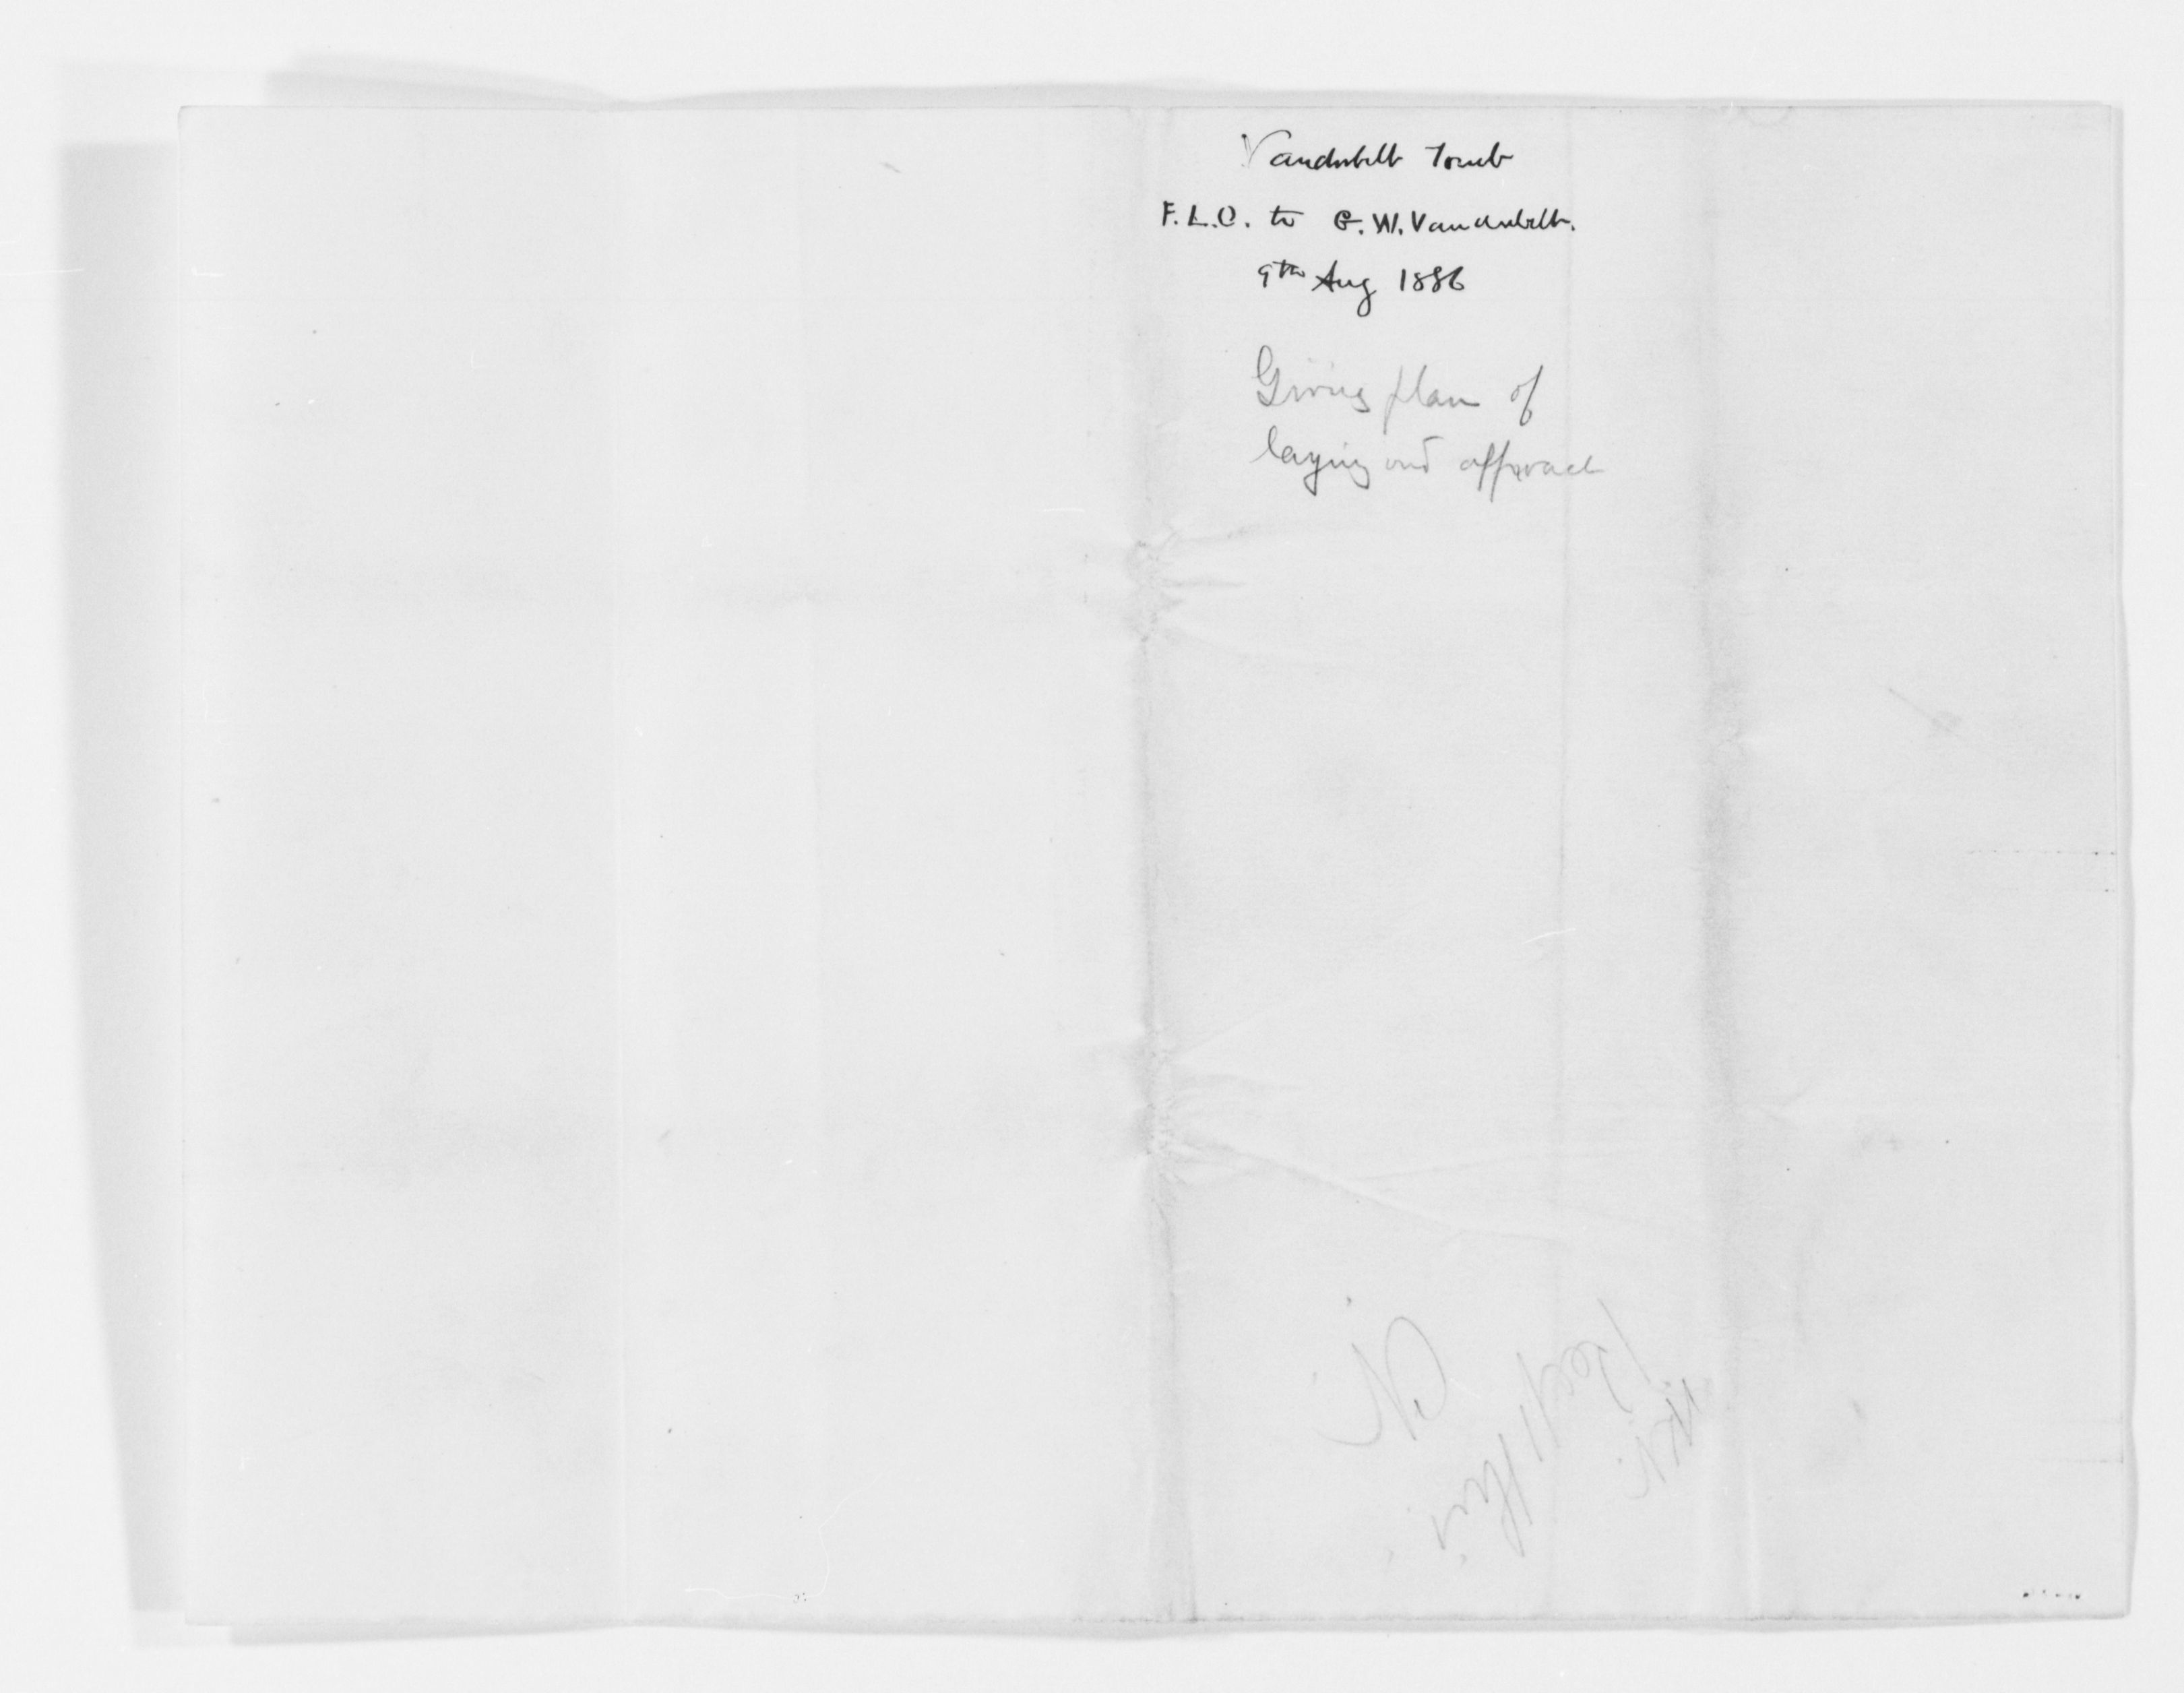 Vanderbilt Tomb
F.L.O. to G. W. Vanderbilt.
9th Aug 1886
Giving plan of
laying out approach